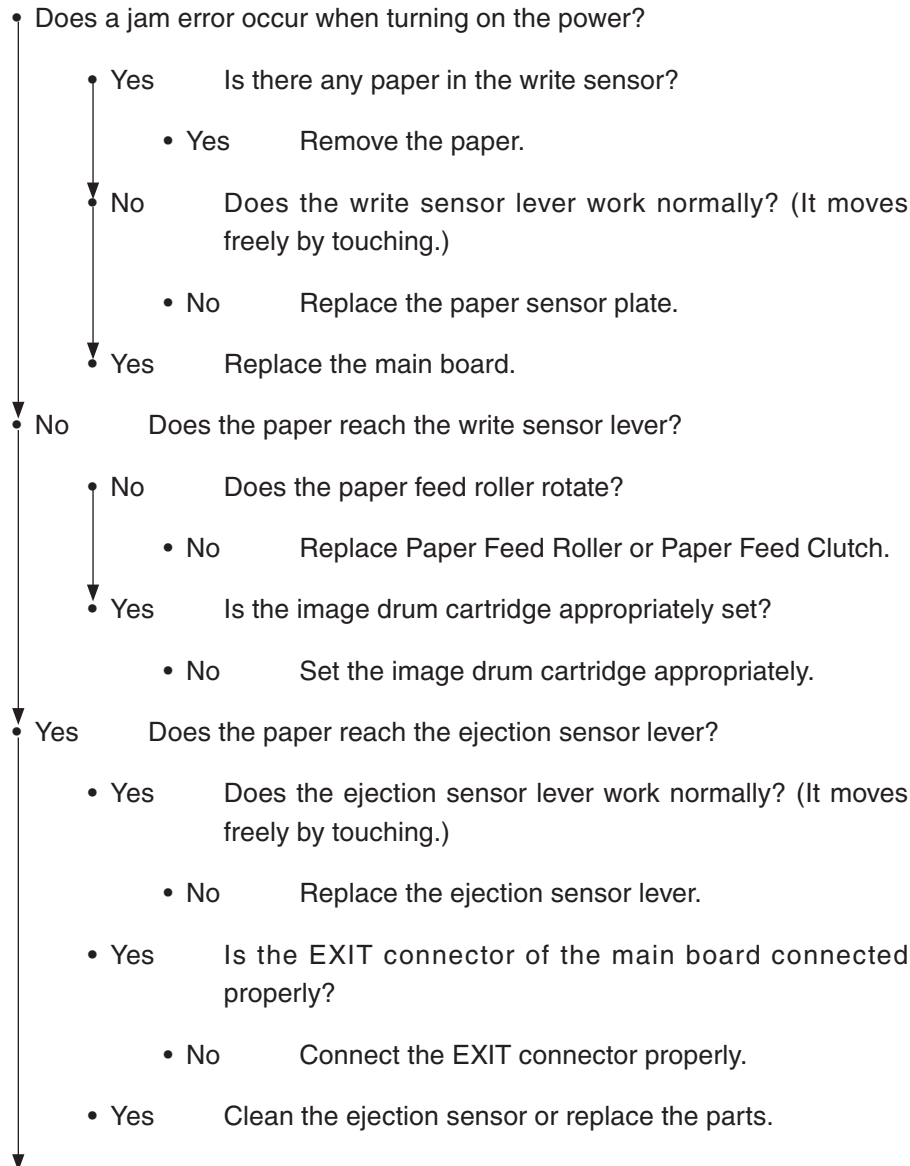 • Does a jam error occur when turning on the power?
• Yes Is there any paper in the write sensor?
• Yes Remove the paper.
• No Does the write sensor lever work normally? (It moves
freely by touching.)
• No Replace the paper sensor plate.
• Yes Replace the main board.
• No Does the paper reach the write sensor lever?
• No Does the paper feed roller rotate?
• No Replace Paper Feed Roller or Paper Feed Clutch.
• Yes Is the image drum cartridge appropriately set?
• No Set the image drum cartridge appropriately.
• Yes Does the paper reach the ejection sensor lever?
• Yes Does the ejection sensor lever work normally? (It moves
freely by touching.)
• No Replace the ejection sensor lever.
• Yes Is the EXIT connector of the main board connected
properly?
• No Connect the EXIT connector properly.
• Yes Clean the ejection sensor or replace the parts.